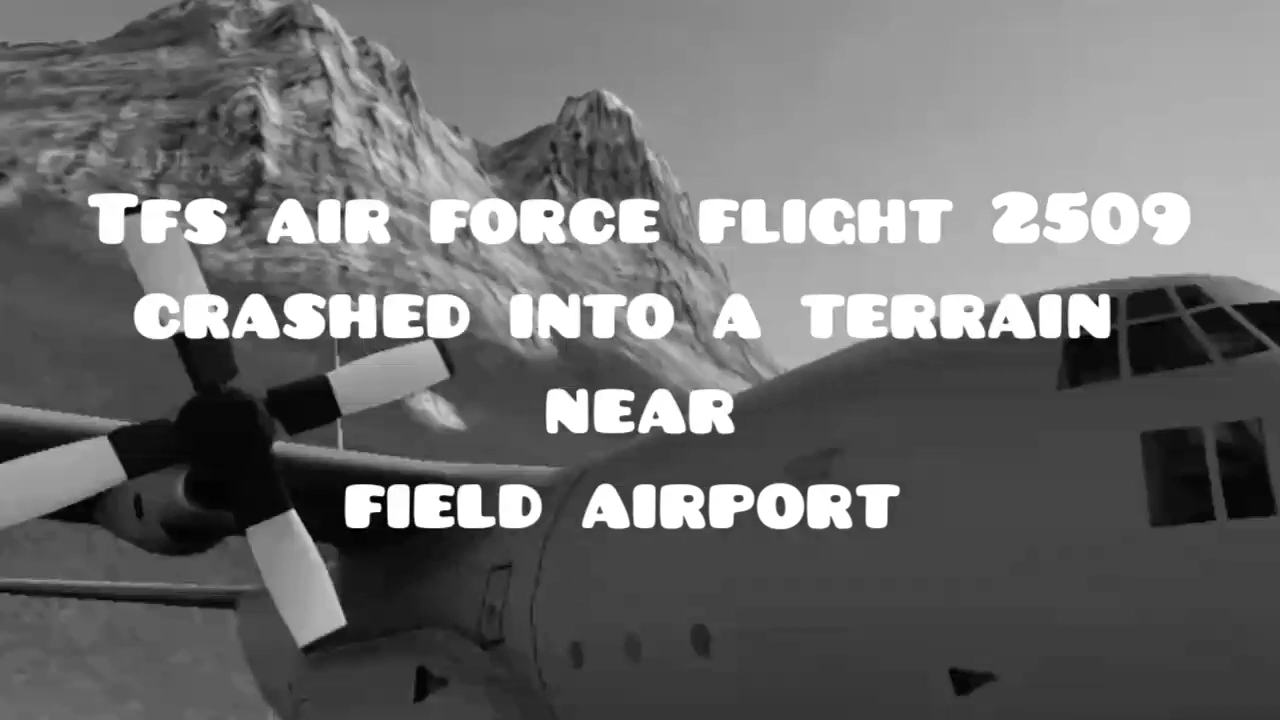 TFS AIR FORCE FLIGHT 2509
CRASHED INTO A TERRAIN
NEAR
FIELD AIRPORT